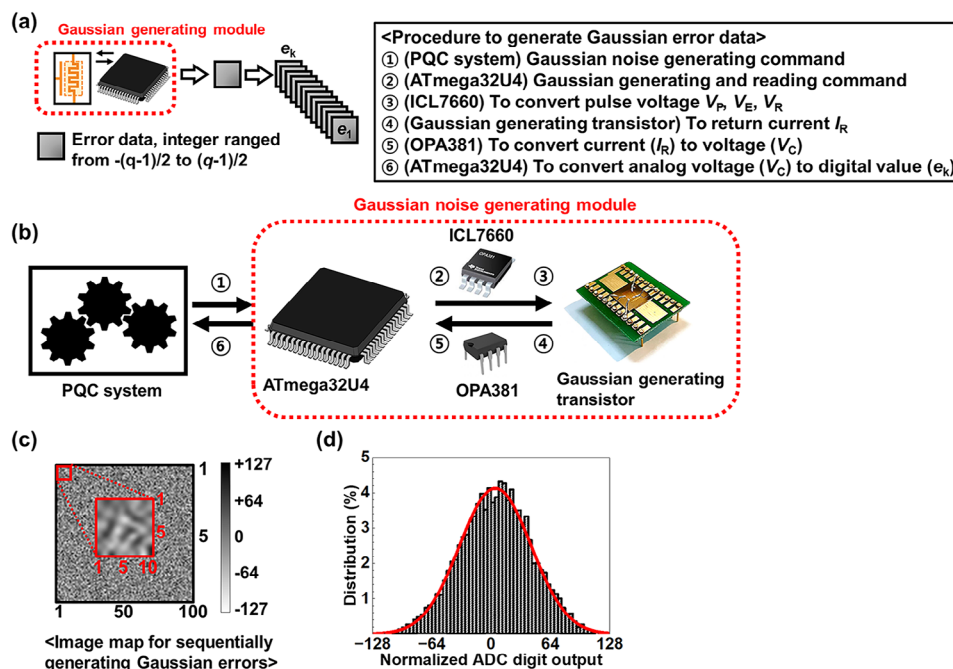 (a)
Gaussian generating module
e_k
e_1
Error data, integer ranged
from -(q-1)/2 to (q-1)/2
<Procedure to generate Gaussian error data>
① (PQC system) Gaussian noise generating command
② (ATmega32U4) Gaussian generating and reading command
③ (ICL7660) To convert pulse voltage V_P, V_E, V_R
④ (Gaussian generating transistor) To return current I_R
⑤ (OPA381) To convert current (I_R) to voltage (V_C)
⑥ (ATmega32U4) To convert analog voltage (V_C) to digital value (e_k)
(b)
Gaussian noise generating module
PQC system
①
⑥
ATmega32U4
ICL7660
OPA381
②
③
⑤
④
OPA381
Gaussian generating
transistor
(c)
1
5
10
1
5
1
5
100
1
50
100
+127
+64
0
-64
-127
<Image map for sequentially
generating Gaussian errors>
(d)
Distribution (%)
5
4
3
2
1
−128
−64
0
64
128
Normalized ADC digit output